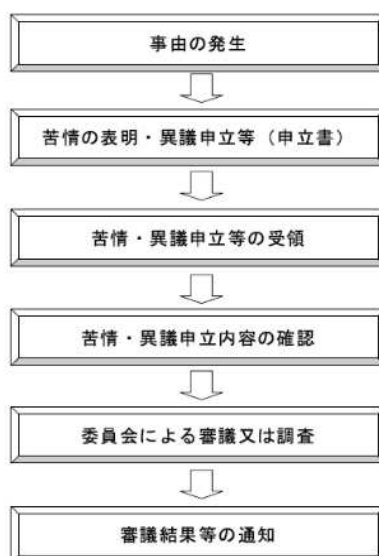 事由の発生
苦情の表明・異議申立等（申立書）
苦情・異議申立等の受領
苦情・異議申立内容の確認
委員会による審議又は調査
審議結果等の通知